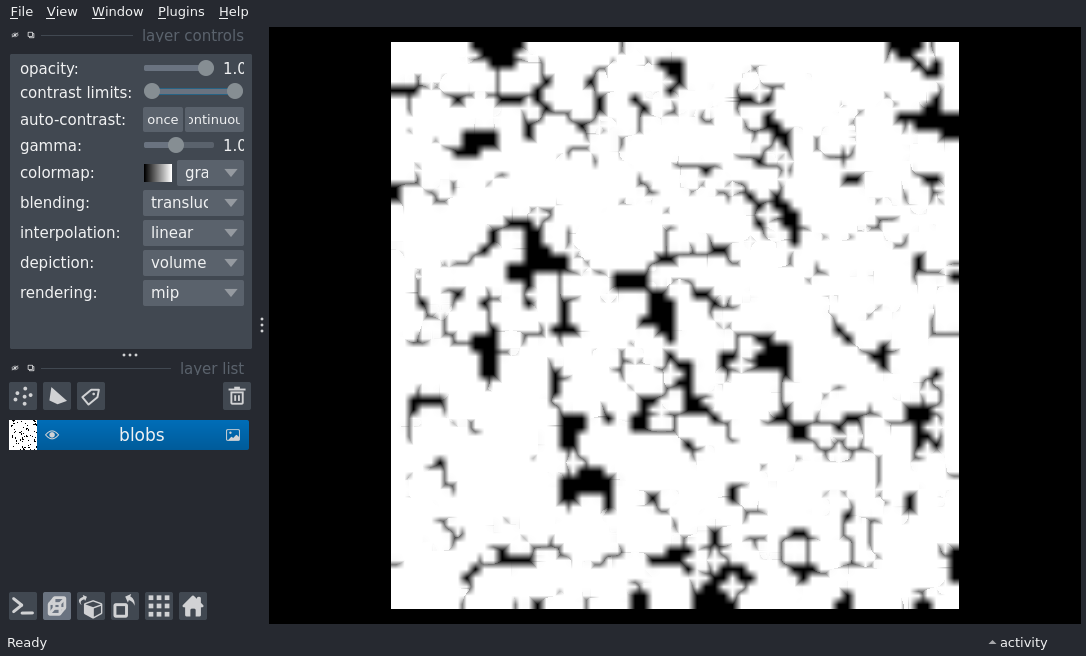 File View Window Plugins Help
layer controls
opacity: 1.0
contrast limits:
auto-contrast: once ontinuou
gamma: 1.0
colormap: gra
blending: transluc
interpolation: linear
depiction: volume
rendering: mip
layer list
blobs
Ready
activity